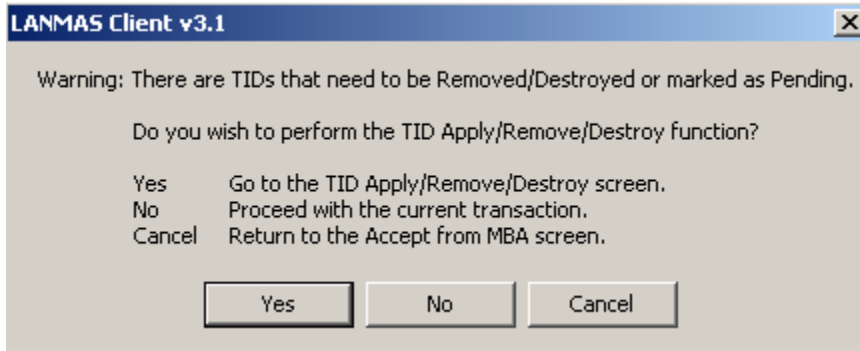 LANMAS Client v3.1
Warning: There are TIDs that need to be Removed/Destroyed or marked as Pending.
Do you wish to perform the TID Apply/Remove/Destroy function?
Yes Go to the TID Apply/Remove/Destroy screen.
No Proceed with the current transaction.
Cancel Return to the Accept from MBA screen.
Yes No Cancel